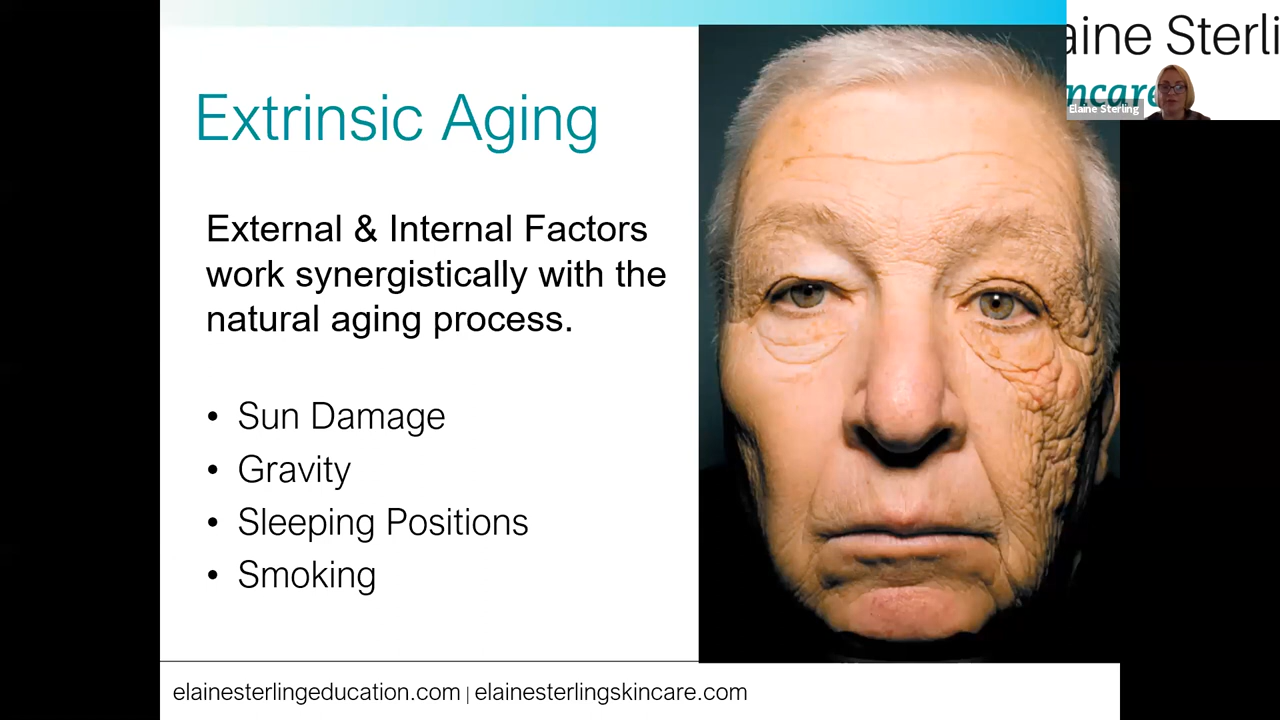 aine Sterli
ncare
Elaine Sterling
Extrinsic Aging
External & Internal Factors
work synergistically with the
natural aging process.
• Sun Damage
• Gravity
• Sleeping Positions
• Smoking
elainesterlingeducation.com | elainesterlingskincare.com